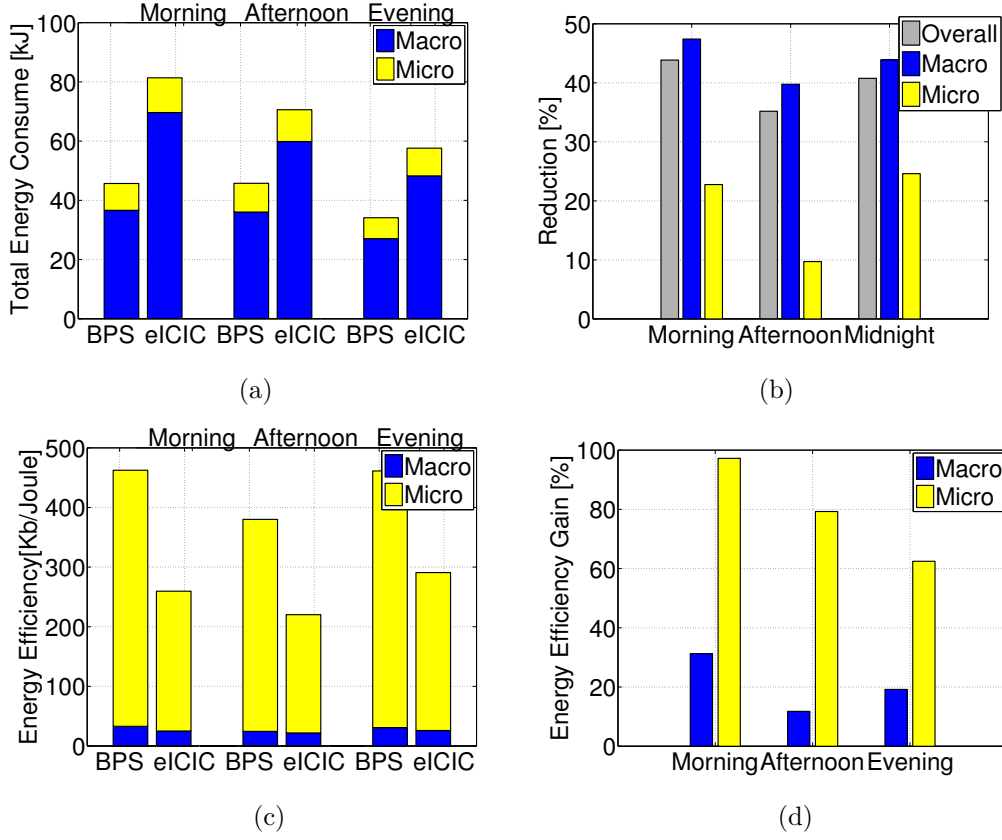 Morning Afternoon Evening
Total Energy Consume [kJ]
100
80
60
40
20
0
Macro
Micro
BPS eICIC BPS eICIC BPS eICIC
(a)
Reduction [%]
50
40
30
20
10
0
Overall
Macro
Micro
Morning Afternoon Midnight
(b)
Morning Afternoon Evening
Energy Efficiency[Kb/Joule]
500
400
300
200
100
0
Macro
Micro
BPS eICIC BPS eICIC BPS eICIC
(c)
Energy Efficiency Gain [%]
100
80
60
40
20
0
Macro
Micro
Morning Afternoon Evening
(d)